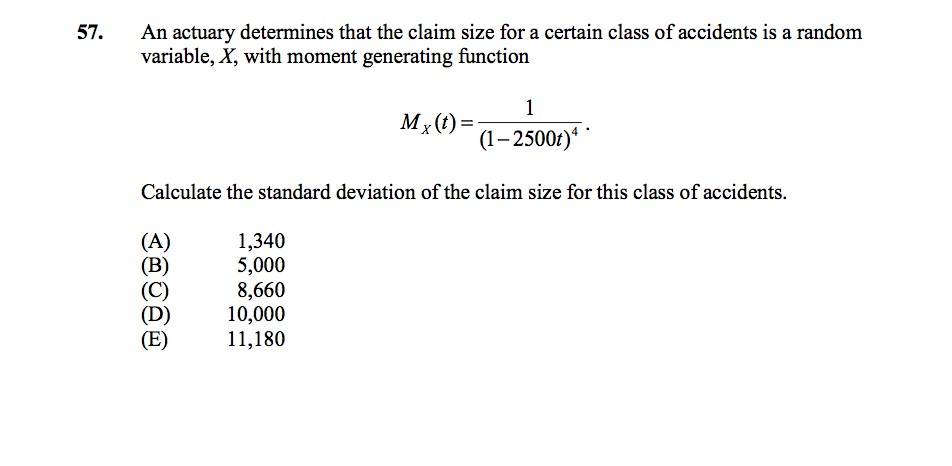 57. An actuary determines that the claim size for a certain class of accidents is a random
variable, X, with moment generating function
M_X(t) = 1/(1−2500t)^4 .
Calculate the standard deviation of the claim size for this class of accidents.
(A) 1,340
(B) 5,000
(C) 8,660
(D) 10,000
(E) 11,180